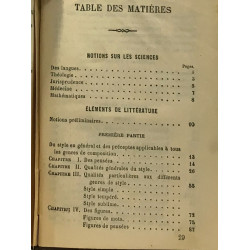 TABLE DES MATIÈRES
NOTIONS SUR LES SCIENCES
Pages.
Des langues
Théologie
Jurisprudence
Médecine
Mathématiques
ÉLÉMENTS DE LITTÉRATURE
Notions préliminaires
PREMIÈRE PARTIE
Du style en général et des préceptes applicables à tous
les genres de composition
CHAPITRE I. Des pensées
CHAPITRE II. Qualités générales du style
CHAPITRE III. Qualités particulières aux différents
genres de style
Style simple
Style tempéré
Style sublime
CHAPITRE IV. Des figures
Figures de mots
Figures de pensées